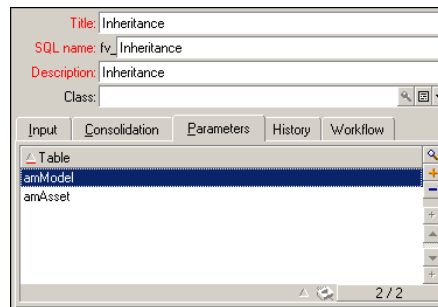 Title: Inheritance
SQL name: fv_ Inheritance
Description: Inheritance
Class:
Input Consolidation Parameters History Workflow
Table
amModel
amAsset
2 / 2